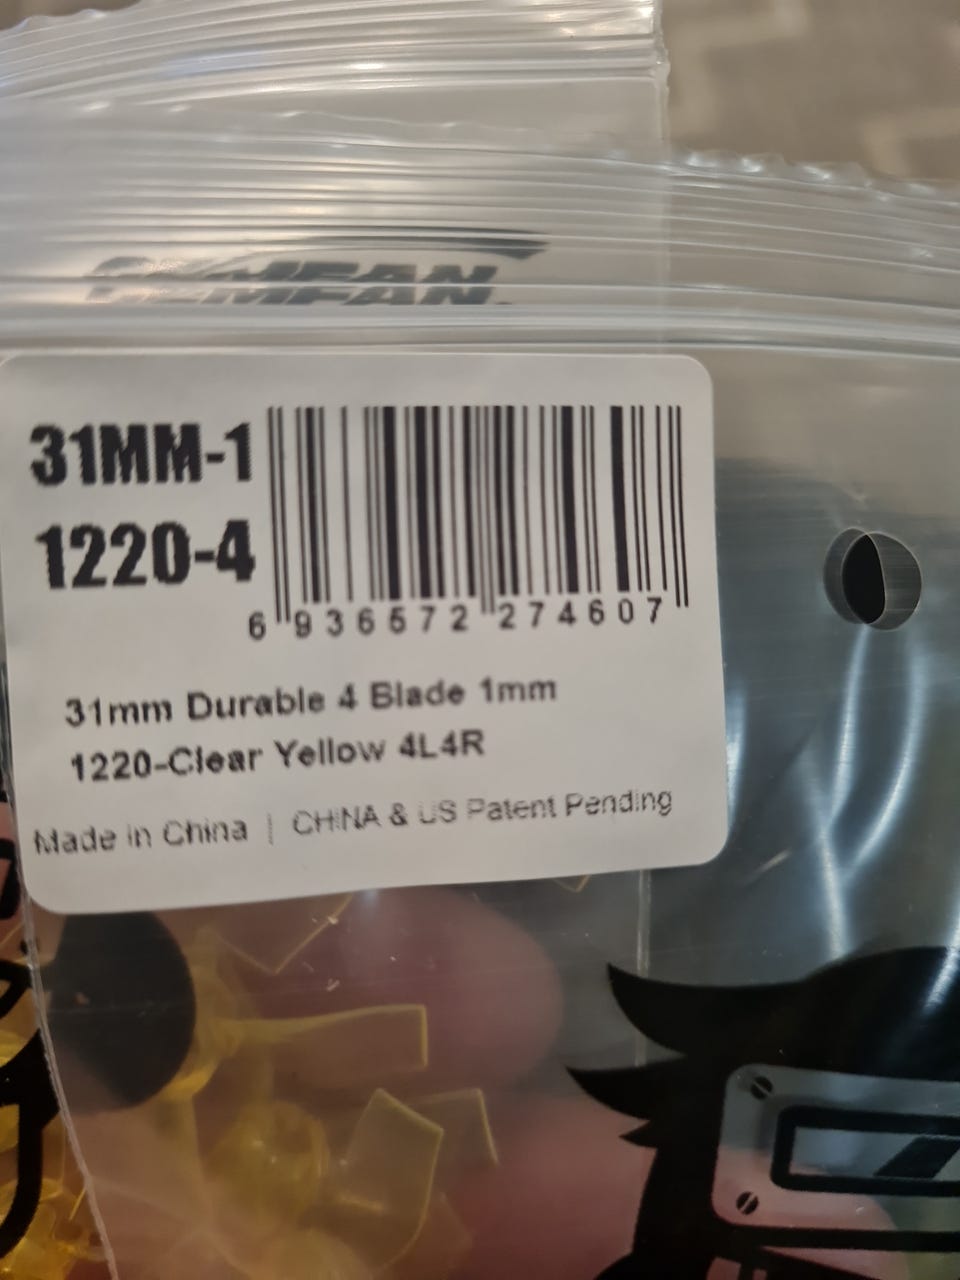 GEMFAN
31MM-1
1220-4
6 936572 274607
31mm Durable 4 Blade 1mm
1220-Clear Yellow 4L4R
Made in China | CHINA & US Patent Pending